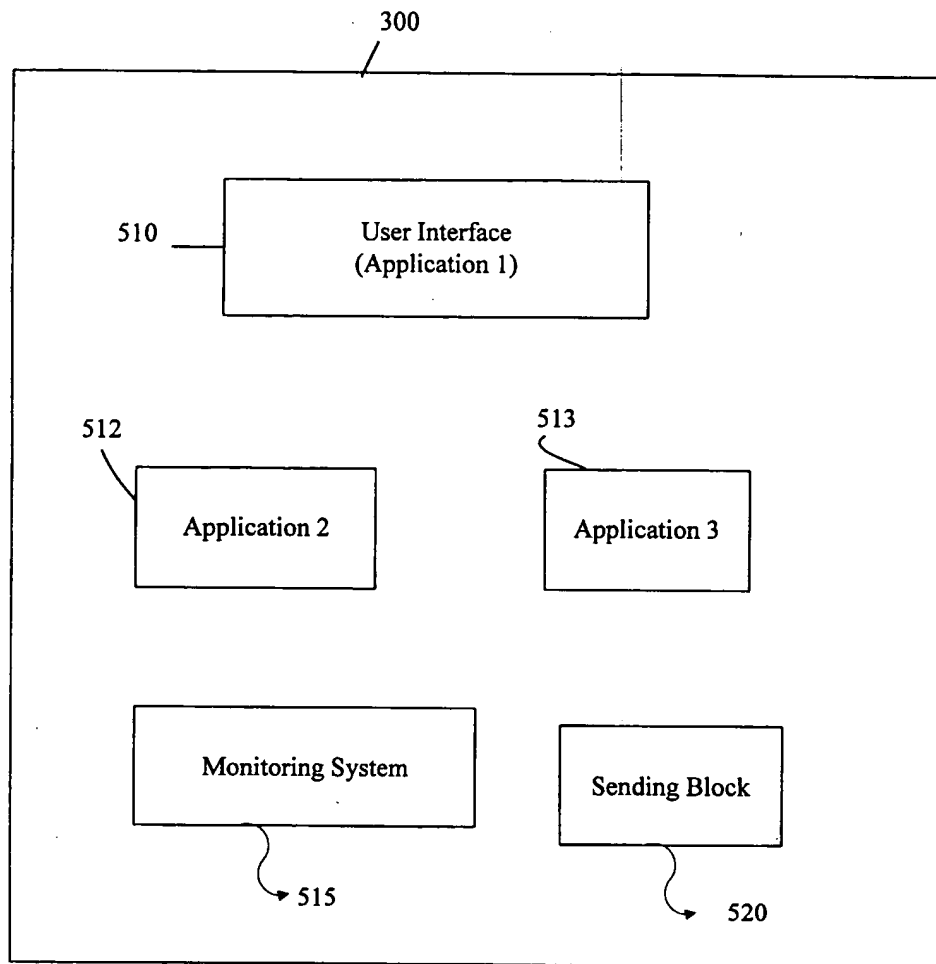 300
510
User Interface
(Application 1)
512
513
Application 2
Application 3
Monitoring System
Sending Block
515
520